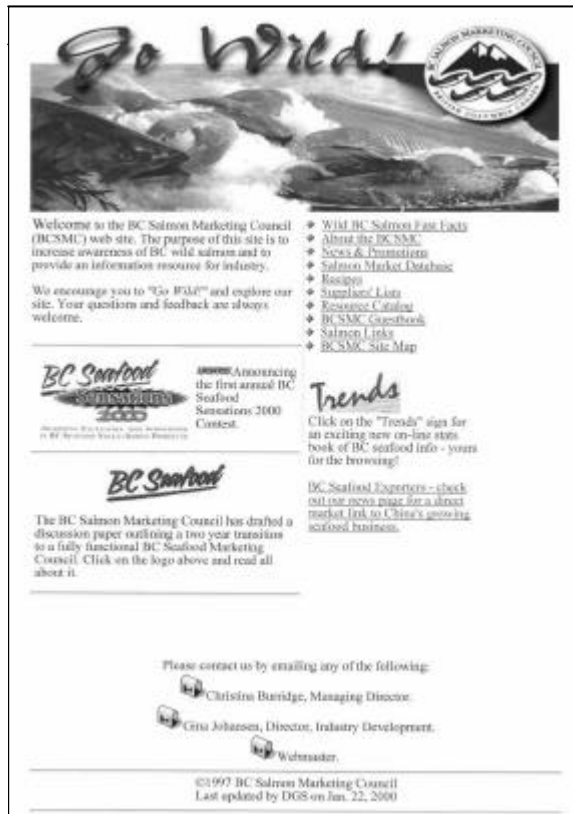 Go Wild!
BC SALMON MARKETING COUNCIL
BRITISH COLUMBIA CANADA
Welcome to the BC Salmon Marketing Council
(BCSMC) web site. The purpose of this site is to
increase awareness of BC wild salmon and to
provide an information resource for industry.
We encourage you to "Go Wild!" and explore our
site. Your questions and feedback are always
welcome.
Wild BC Salmon Fast Facts
About the BCSMC
News & Promotions
Salmon Market Database
Recipes
Suppliers' Lists
Resource Catalog
BCSMC Guestbook
Salmon Links
BCSMC Site Map
BC Seafood
Sensations
2000
Announcing
the first annual BC
Seafood
Sensations 2000
Contest.
BC Seafood
The BC Salmon Marketing Council has drafted a
discussion paper outlining a two year transition
to a fully functional BC Seafood Marketing
Council. Click on the logo above and read all
about it.
Trends
Click on the "Trends" sign for
an exciting new on-line stats
book of BC seafood info - yours
for the browsing!
BC Seafood Exporters - check
out our news page for a direct
market link to China's growing
seafood business.
Please contact us by emailing any of the following:
Christina Burridge, Managing Director.
Gina Johansen, Director, Industry Development.
Webmaster.
©1997 BC Salmon Marketing Council
Last updated by DGS on Jan. 22, 2000